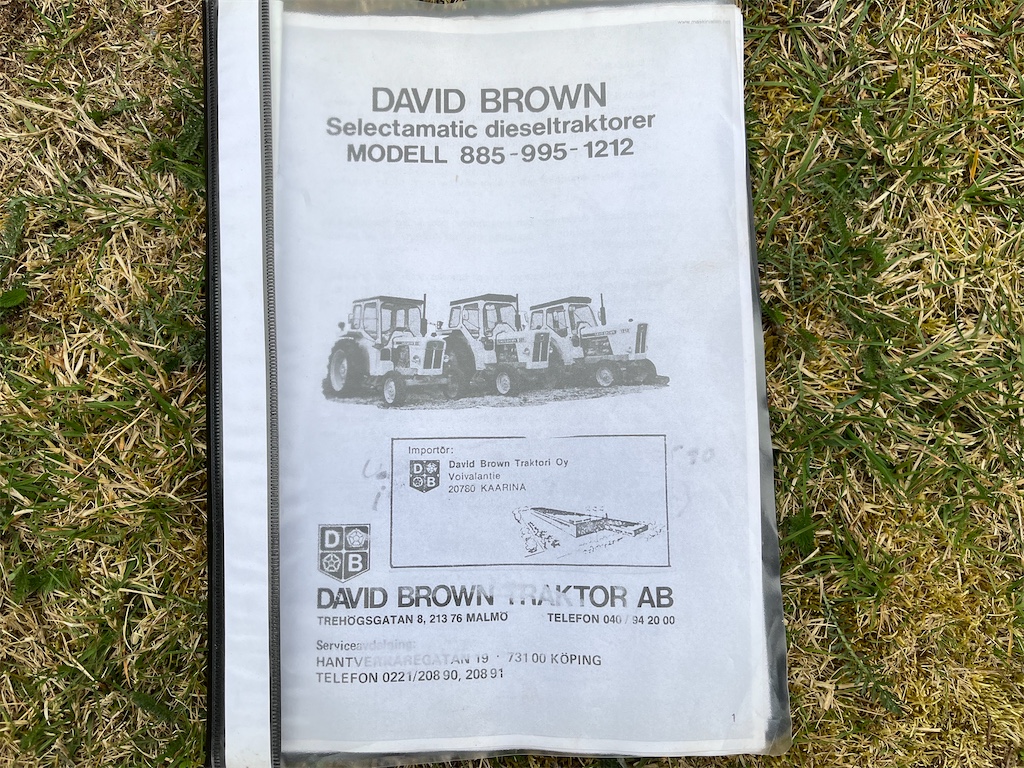 DAVID BROWN
Selectamatic dieseltraktorer
MODELL 885-995-1212
Importör:
D B
David Brown Traktori Oy
Voivalantie
20780 KAARINA
D B
DAVID BROWN TRAKTOR AB
TREHÖGSGATAN 8, 213 76 MALMÖ TELEFON 040/94 20 00
Serviceavdelning:
HANTVERKAREGATAN 19 · 731 00 KÖPING
TELEFON 0221/208 90, 208 91
1